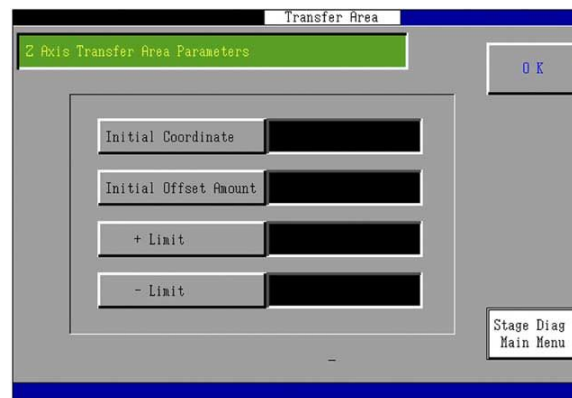 Transfer Area
Z Axis Transfer Area Parameters
O K
Initial Coordinate
Initial Offset Amount
+ Limit
- Limit
Stage Diag
Main Menu
-